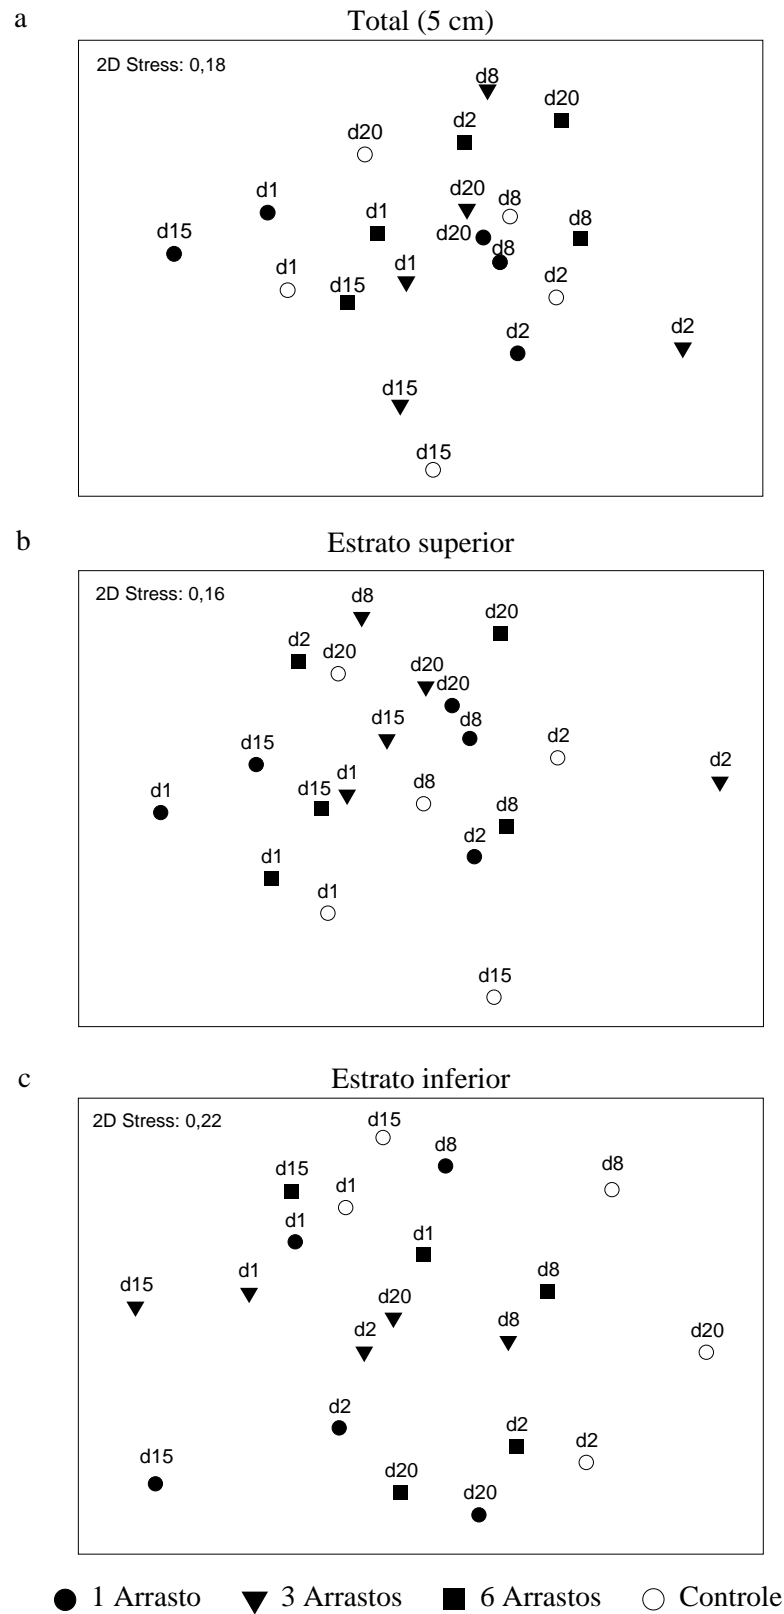 a
Total (5 cm)
2D Stress: 0,18
d8
d20
d2
d20
d1
d20
d8
d1
d20
d8
d15
d8
d1
d1
d15
d2
d2
d2
d15
d15
b
Estrato superior
2D Stress: 0,16
d8
d20
d2
d20
d20
d20
d15
d8
d2
d15
d2
d1
d1
d15
d8
d8
d2
d1
d1
d15
c
Estrato inferior
2D Stress: 0,22
d15
d8
d8
d15
d1
d1
d1
d8
d15
d1
d20
d2
d8
d20
d2
d2
d2
d15
d20
d20
1 Arrasto
3 Arrastos
6 Arrastos
Controle